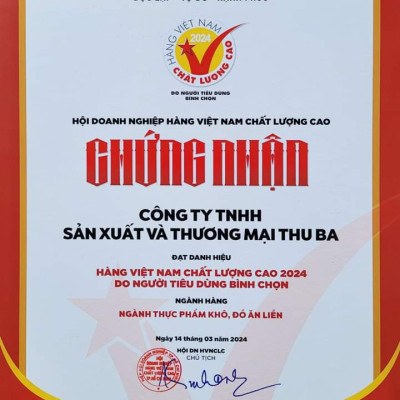 HÀNG VIỆT NAM
2024
CHẤT LƯỢNG CAO
DO NGƯỜI TIÊU DÙNG
BÌNH CHỌN
HỘI DOANH NGHIỆP HÀNG VIỆT NAM CHẤT LƯỢNG CAO
CHỨNG NHẬN
CÔNG TY TNHH
SẢN XUẤT VÀ THƯƠNG MẠI THU BA
ĐẠT DANH HIỆU
HÀNG VIỆT NAM CHẤT LƯỢNG CAO 2024
DO NGƯỜI TIÊU DÙNG BÌNH CHỌN
NGÀNH HÀNG
NGÀNH THỰC PHẨM KHÔ, ĐỒ ĂN LIỀN
Ngày 14 tháng 03 năm 2024
HỘI DN HVNCLC
CHỦ TỊCH